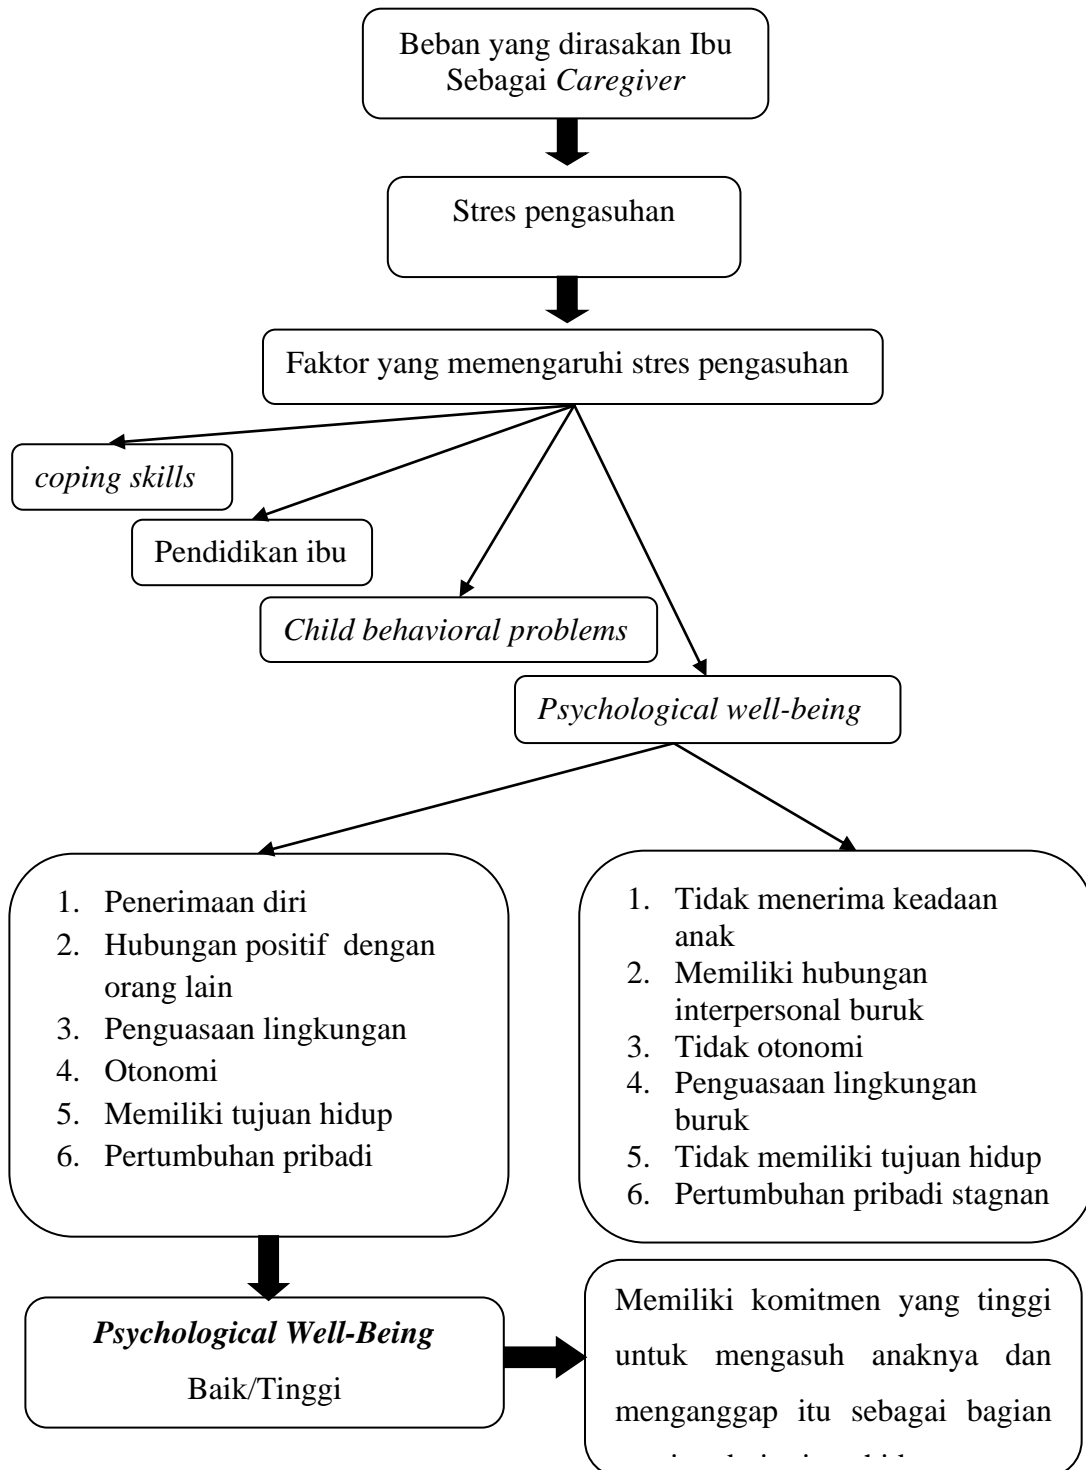 Beban yang dirasakan Ibu
Sebagai Caregiver
Stres pengasuhan
Faktor yang memengaruhi stres pengasuhan
coping skills
Pendidikan ibu
Child behavioral problems
Psychological well-being
1. Penerimaan diri
2. Hubungan positif dengan
orang lain
3. Penguasaan lingkungan
4. Otonomi
5. Memiliki tujuan hidup
6. Pertumbuhan pribadi
1. Tidak menerima keadaan
anak
2. Memiliki hubungan
interpersonal buruk
3. Tidak otonomi
4. Penguasaan lingkungan
buruk
5. Tidak memiliki tujuan hidup
6. Pertumbuhan pribadi stagnan
Psychological Well-Being
Baik/Tinggi
Memiliki komitmen yang tinggi
untuk mengasuh anaknya dan
menganggap itu sebagai bagian